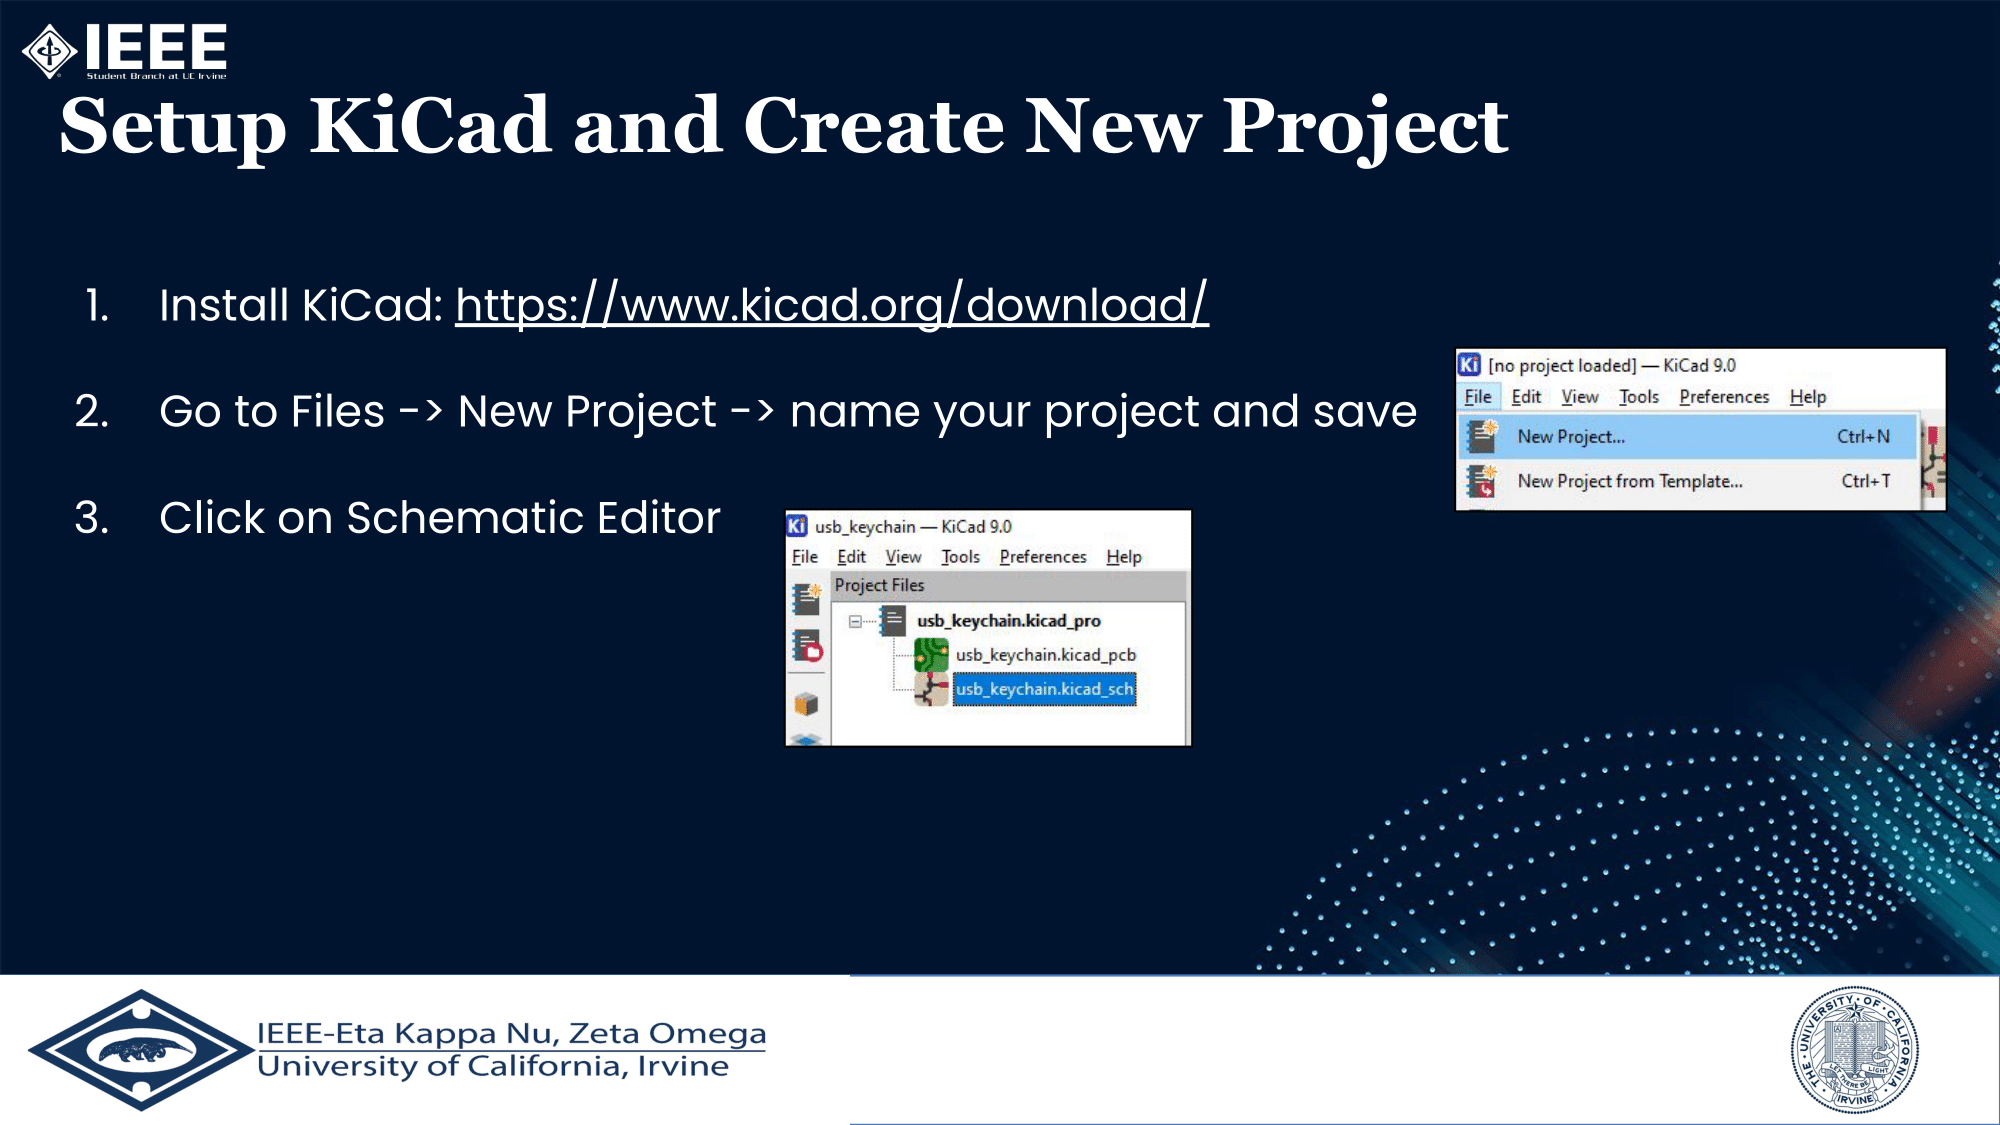 IEEE
Student Branch at UC Irvine
Setup KiCad and Create New Project
1. Install KiCad: https://www.kicad.org/download/
2. Go to Files -> New Project -> name your project and save
3. Click on Schematic Editor
[no project loaded] — KiCad 9.0
File Edit View Tools Preferences Help
New Project... Ctrl+N
New Project from Template... Ctrl+T
usb_keychain — KiCad 9.0
File Edit View Tools Preferences Help
Project Files
usb_keychain.kicad_pro
usb_keychain.kicad_pcb
usb_keychain.kicad_sch
IEEE-Eta Kappa Nu, Zeta Omega
University of California, Irvine
THE · UNIVERSITY · OF · CALIFORNIA
LET THERE BE LIGHT
IRVINE